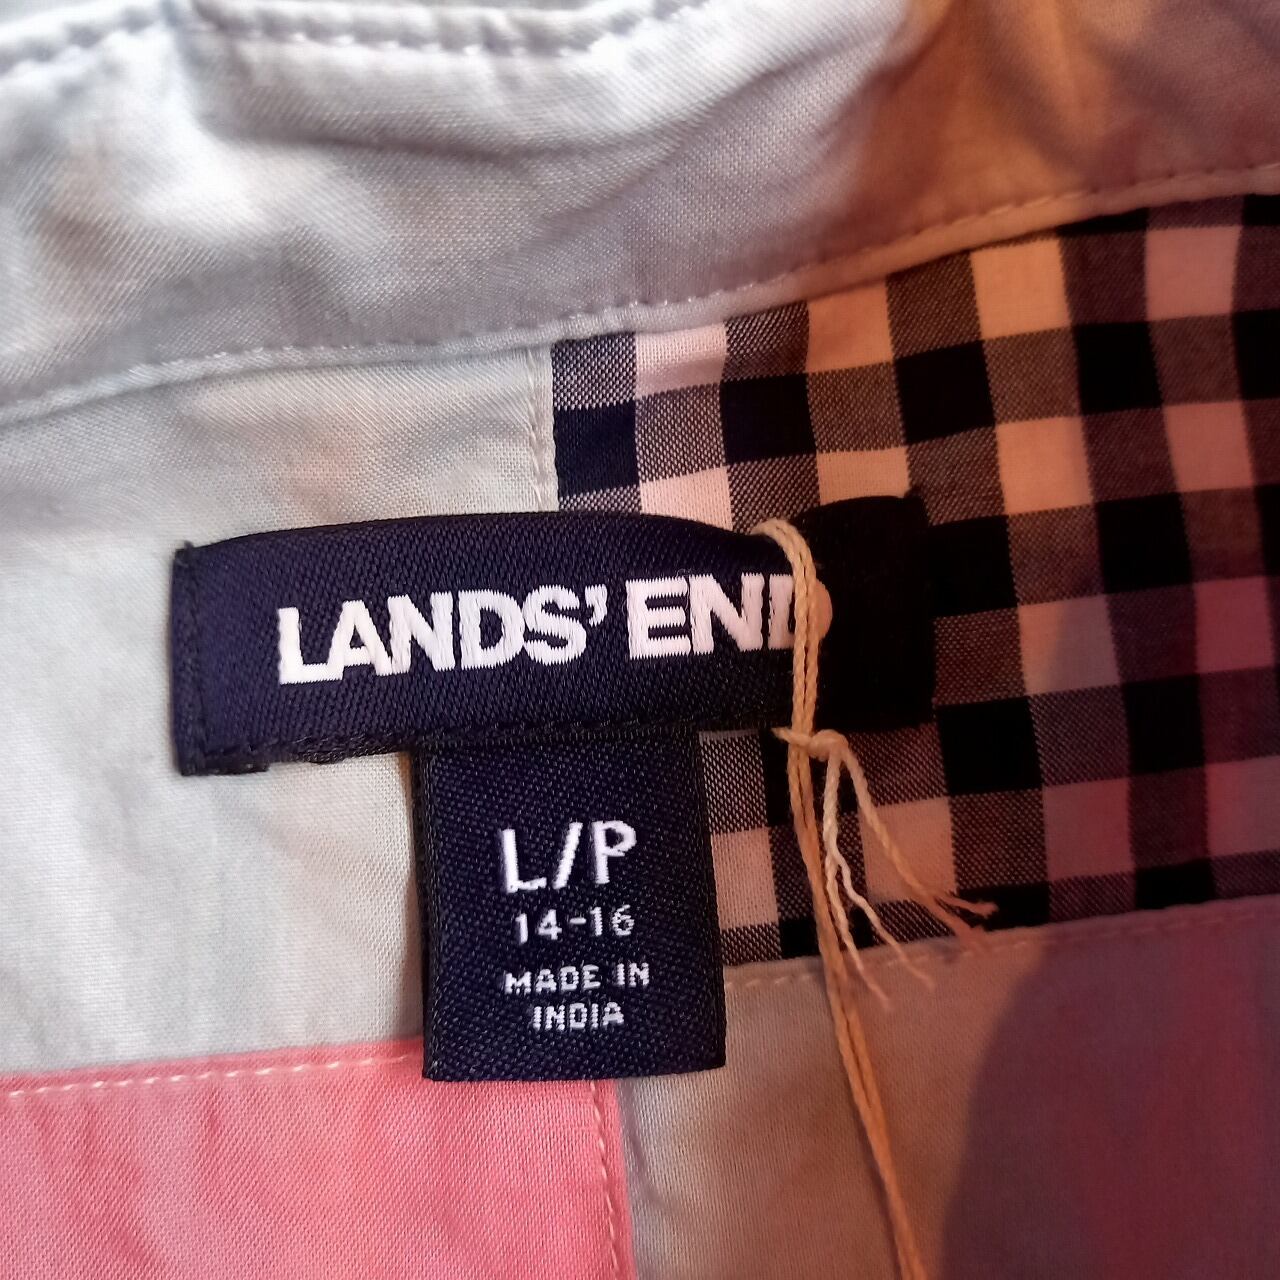 LANDS' END
L/P
14-16
MADE IN
INDIA